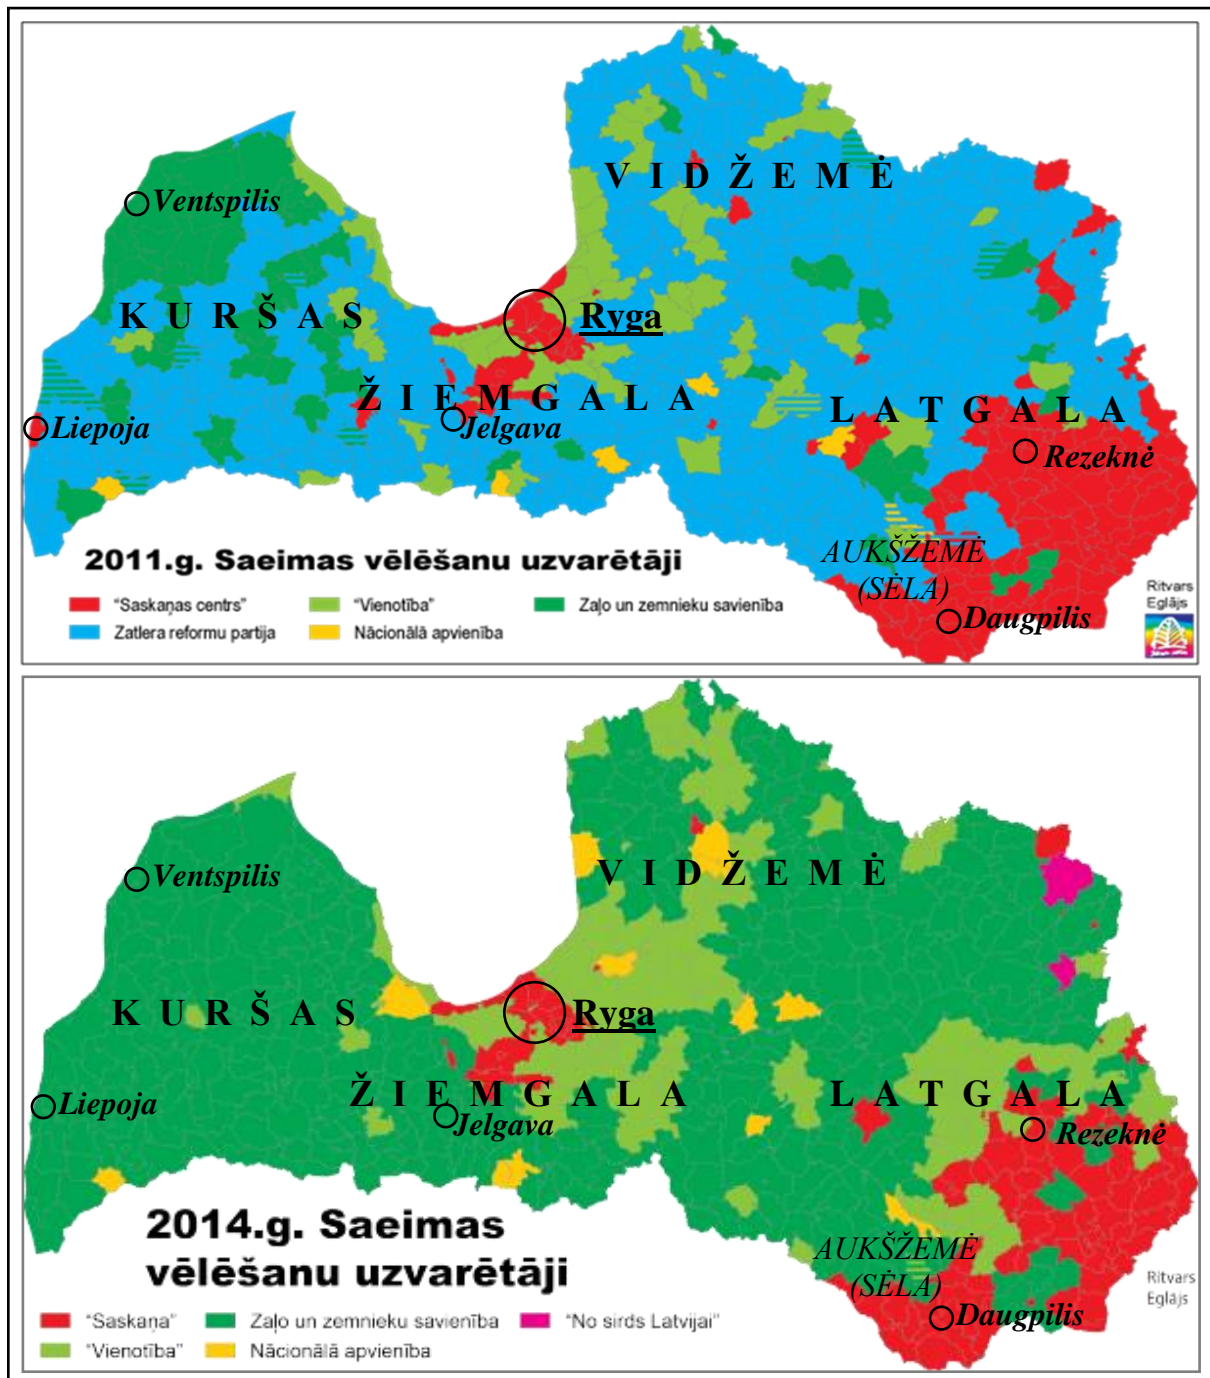 VIDŽEMĖ
Ventspilis
KURŠAS
Ryga
ŽIEMGALA
LATGALA
Liepoja
Jelgava
Rezeknė
2011.g. Saeimas vēlēšanu uzvarētāji
AUKŠŽEMĖ
(SĖLA)
Ritvars
Eglājs
"Saskaņas centrs"
"Vienotība"
Zaļo un zemnieku savienība
Zatlera reformu partija
Nācionālā apvienība
Daugpilis
VIDŽEMĖ
Ventspilis
KURŠAS
Ryga
ŽIEMGALA
LATGALA
Liepoja
Jelgava
Rezeknė
2014.g. Saeimas
vēlēšanu uzvarētāji
AUKŠŽEMĖ
(SĖLA)
Ritvars
Eglājs
"Saskaņa"
Zaļo un zemnieku savienība
"No sirds Latvijai"
Daugpilis
"Vienotība"
Nācionālā apvienība